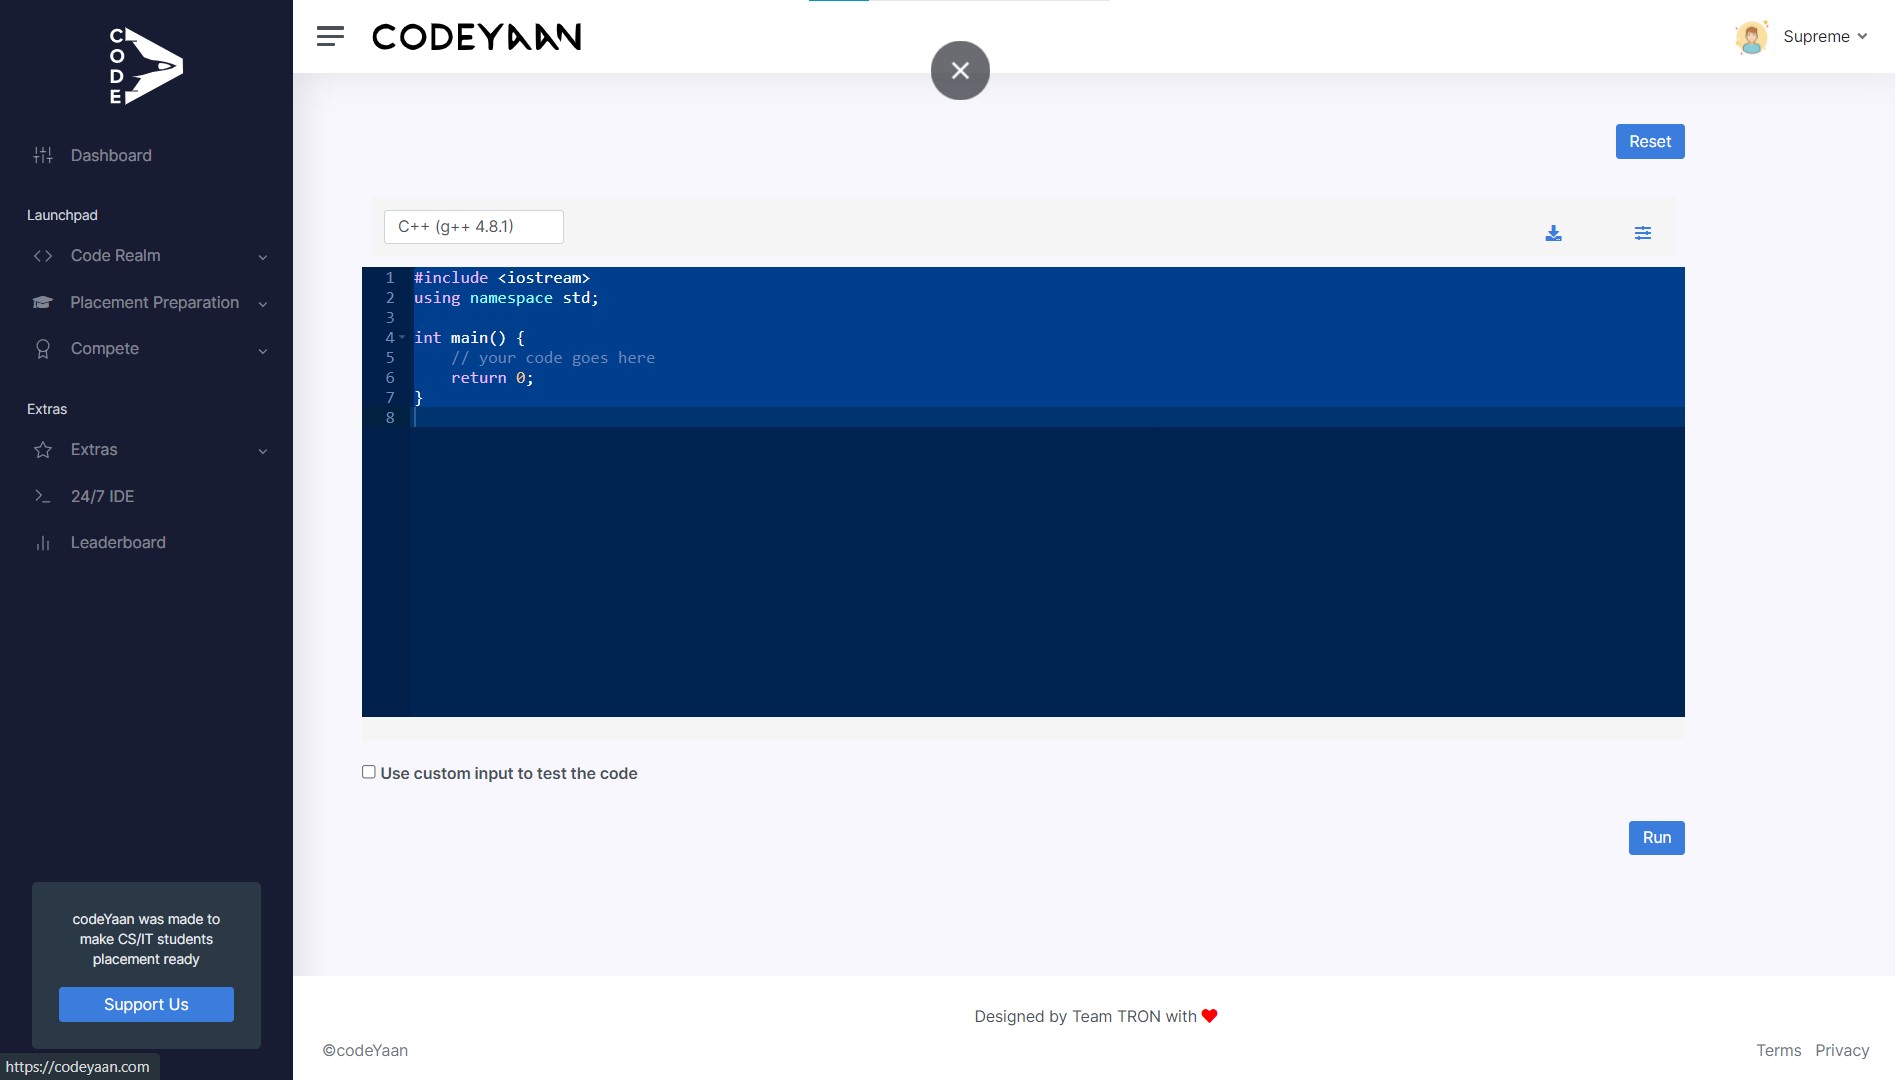 CODE
Dashboard
Launchpad
Code Realm
Placement Preparation
Compete
Extras
Extras
24/7 IDE
Leaderboard
codeYaan was made to
make CS/IT students
placement ready
Support Us
https://codeyaan.com
CODEYAAN
Supreme
Reset
C++ (g++ 4.8.1)
1 #include <iostream>
2 using namespace std;
3
4 int main() {
5     // your code goes here
6     return 0;
7 }
8
Use custom input to test the code
Run
Designed by Team TRON with
©codeYaan
Terms Privacy